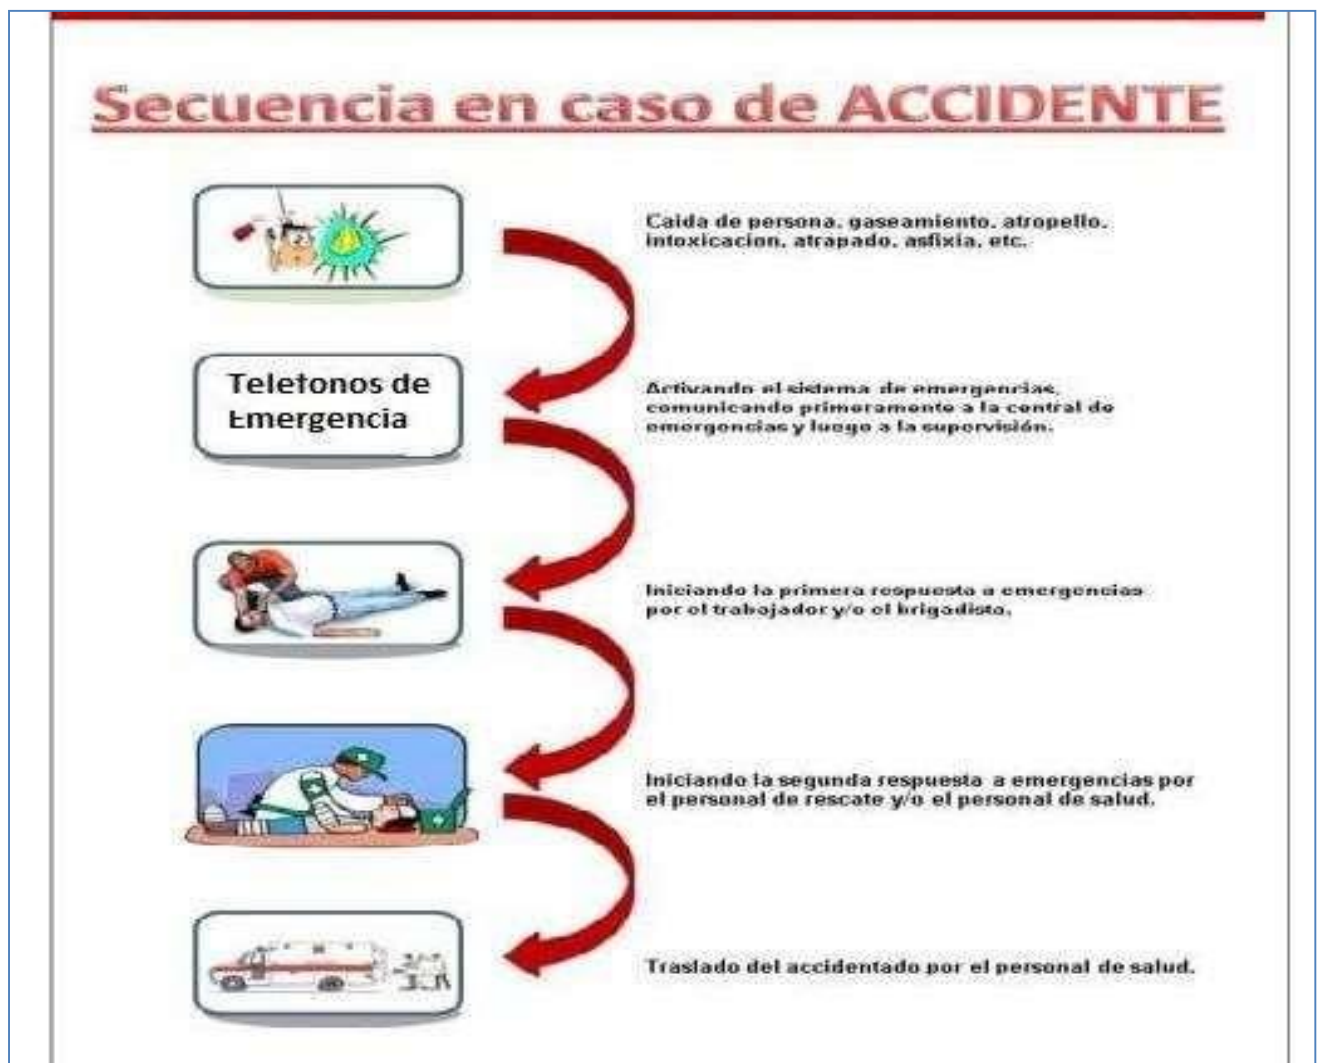 Secuencia en caso de ACCIDENTE
Caida de persona, gaseamiento, atropello,
intoxicacion, atrapado, asfixia, etc.
Telefonos de
Emergencia
Activando el sistema de emergencias,
comunicando primeramente a la central de
emergencias y luego a la supervisión.
Iniciando la primera respuesta a emergencias
por el trabajador y/o el brigadista.
Iniciando la segunda respuesta a emergencias por
el personal de rescate y/o el personal de salud.
Traslado del accidentado por el personal de salud.